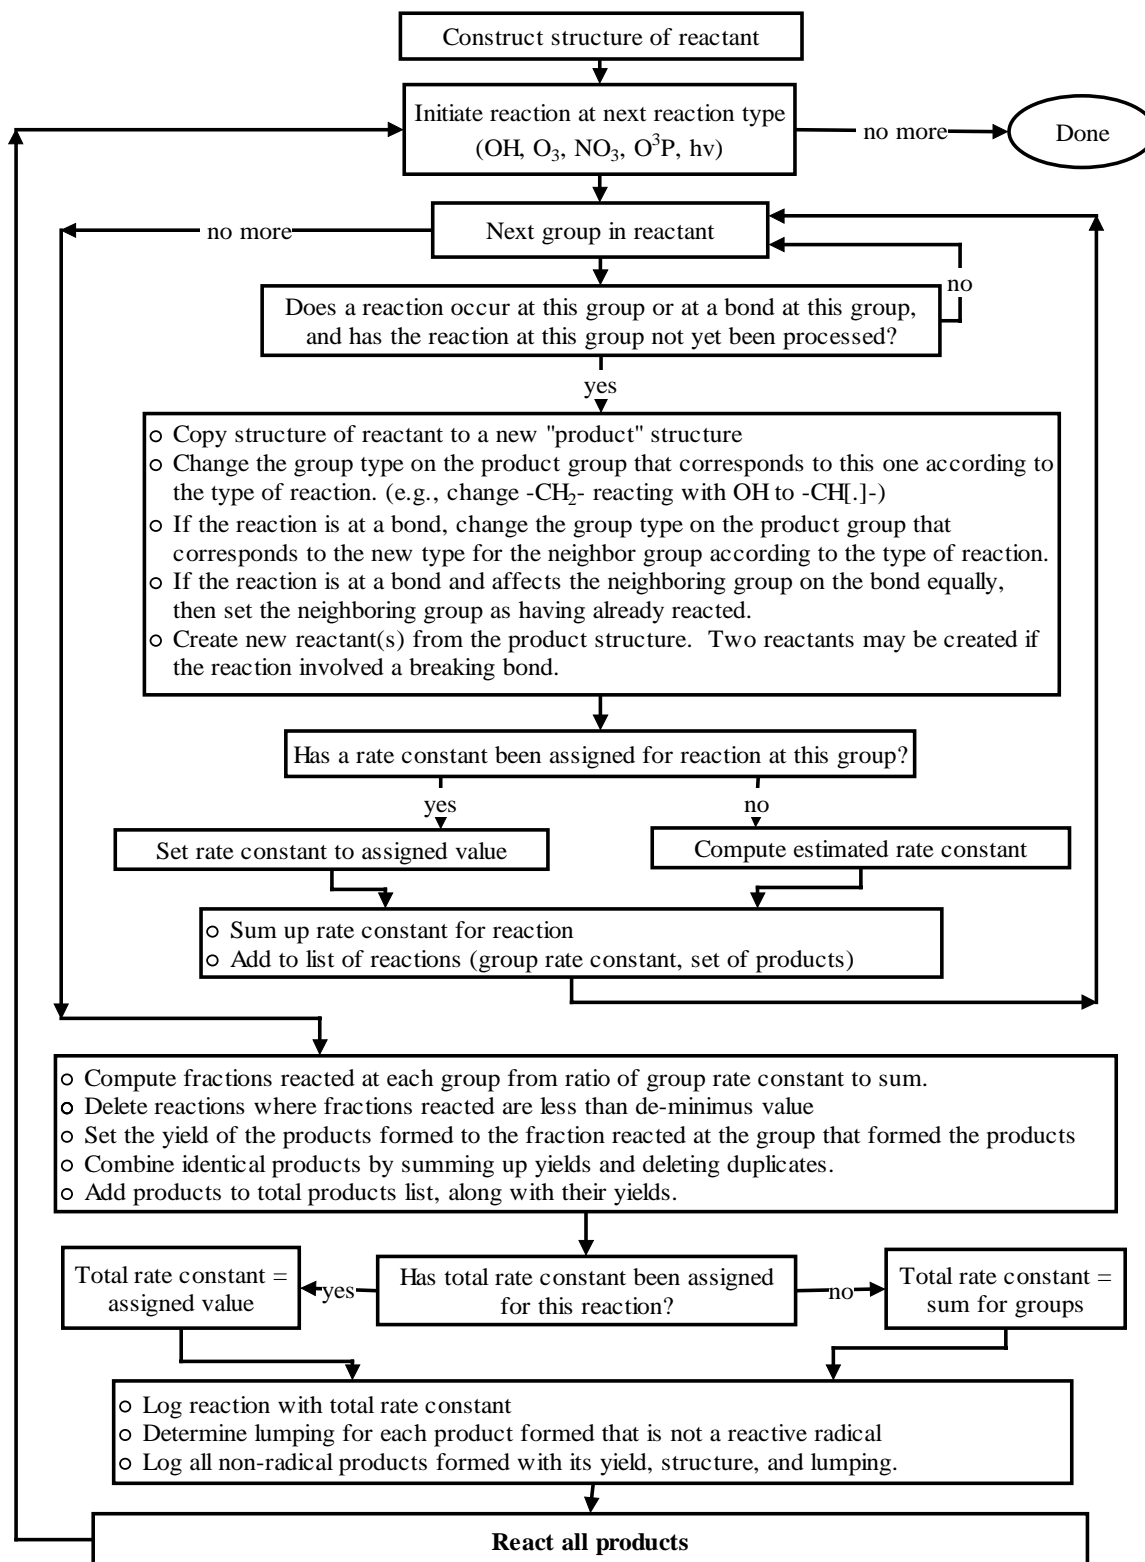 Construct structure of reactant
Initiate reaction at next reaction type
(OH, O₃, NO₃, O³P, hv)
no more
Done
no more
Next group in reactant
no
Does a reaction occur at this group or at a bond at this group,
and has the reaction at this group not yet been processed?
yes
Copy structure of reactant to a new "product" structure
Change the group type on the product group that corresponds to this one according to
the type of reaction. (e.g., change -CH₂- reacting with OH to -CH[.]-)
If the reaction is at a bond, change the group type on the product group that
corresponds to the new type for the neighbor group according to the type of reaction.
If the reaction is at a bond and affects the neighboring group on the bond equally,
then set the neighboring group as having already reacted.
Create new reactant(s) from the product structure. Two reactants may be created if
the reaction involved a breaking bond.
Has a rate constant been assigned for reaction at this group?
yes
no
Set rate constant to assigned value
Compute estimated rate constant
Sum up rate constant for reaction
Add to list of reactions (group rate constant, set of products)
Compute fractions reacted at each group from ratio of group rate constant to sum.
Delete reactions where fractions reacted are less than de-minimus value
Set the yield of the products formed to the fraction reacted at the group that formed the products
Combine identical products by summing up yields and deleting duplicates.
Add products to total products list, along with their yields.
Total rate constant =
assigned value
yes
Has total rate constant been assigned
for this reaction?
no
Total rate constant =
sum for groups
Log reaction with total rate constant
Determine lumping for each product formed that is not a reactive radical
Log all non-radical products formed with its yield, structure, and lumping.
React all products